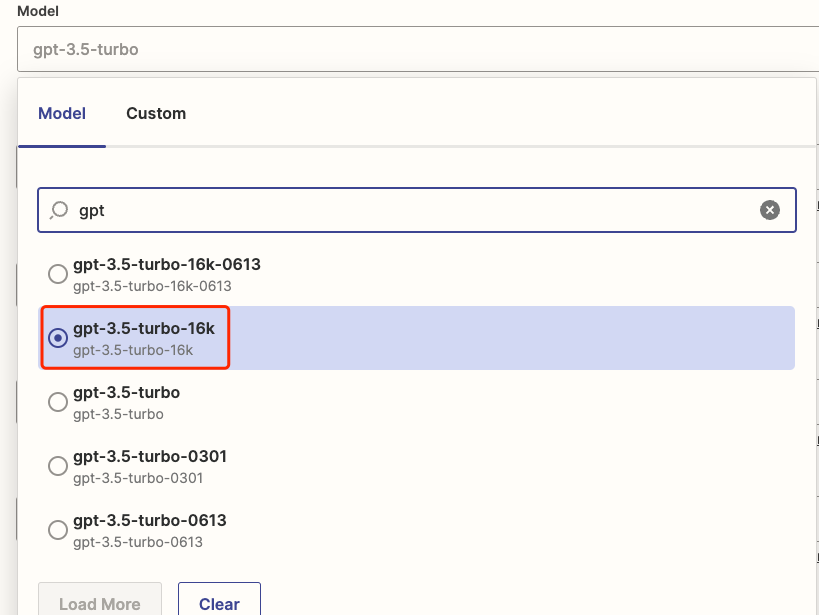 Model
gpt-3.5-turbo
Model Custom
gpt
gpt-3.5-turbo-16k-0613
gpt-3.5-turbo-16k-0613
gpt-3.5-turbo-16k
gpt-3.5-turbo-16k
gpt-3.5-turbo
gpt-3.5-turbo
gpt-3.5-turbo-0301
gpt-3.5-turbo-0301
gpt-3.5-turbo-0613
gpt-3.5-turbo-0613
Load More Clear